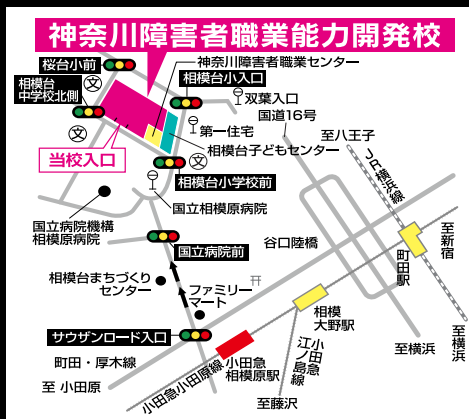 神奈川障害者職業能力開発校
桜台小前
神奈川障害者職業センター
相模台
中学校北側
文
相模台小入口
双葉入口
国道16号
文
第一住宅
至八王子
当校入口
相模台子どもセンター
JR横浜線
文
相模台小学校前
国立病院機構
相模原病院
国立相模原病院
至新宿
国立病院前
谷口陸橋
町田駅
相模台まちづくり
センター
ファミリー
マート
相模
大野駅
サウザンロード入口
小田急
江ノ島線
至横浜
至横浜
町田・厚木線
小田急
相模原駅
至 小田原
小田急小田原線
至藤沢